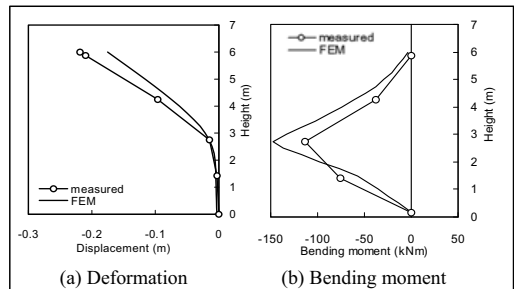 measured
FEM
7
6
5
4
3
2
1
0
Height (m)
-0.3
-0.2
-0.1
0
Displacement (m)
(a) Deformation
measured
FEM
7
6
5
4
3
2
1
0
Height (m)
-150
-100
-50
0
50
Bending moment (kNm)
(b) Bending moment